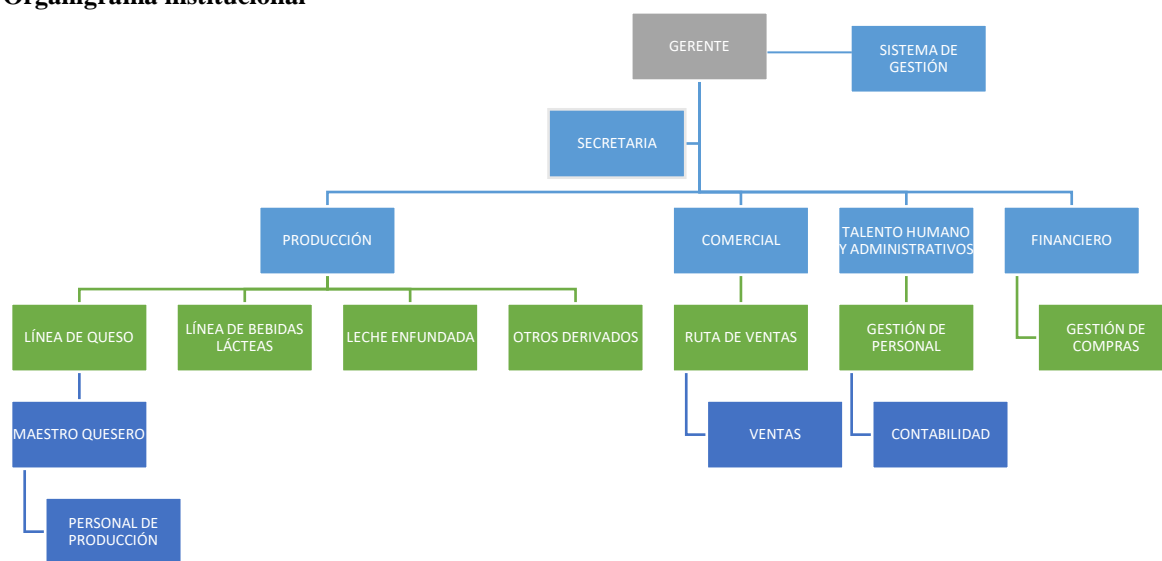 Organigrama institucional
GERENTE
SISTEMA DE
GESTIÓN
SECRETARIA
PRODUCCIÓN
COMERCIAL
TALENTO HUMANO
Y ADMINISTRATIVOS
FINANCIERO
LÍNEA DE QUESO
LÍNEA DE BEBIDAS
LÁCTEAS
LECHE ENFUNDADA
OTROS DERIVADOS
RUTA DE VENTAS
GESTIÓN DE
PERSONAL
GESTIÓN DE
COMPRAS
MAESTRO QUESERO
VENTAS
CONTABILIDAD
PERSONAL DE
PRODUCCIÓN